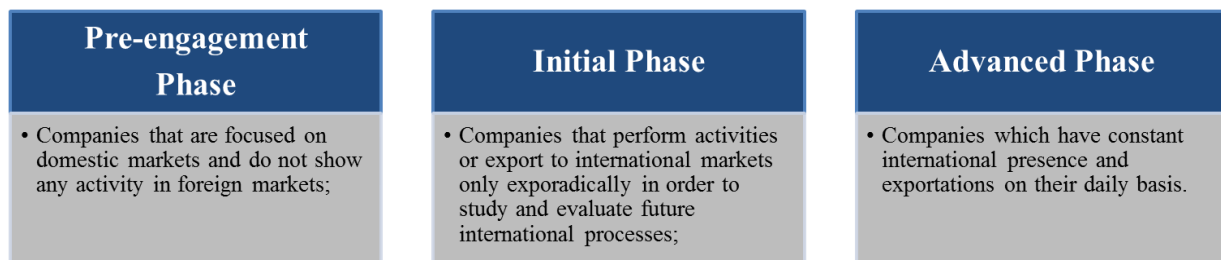 Pre-engagement
Phase
• Companies that are focused on
domestic markets and do not show
any activity in foreign markets;
Initial Phase
• Companies that perform activities
or export to international markets
only exporadically in order to
study and evaluate future
international processes;
Advanced Phase
• Companies which have constant
international presence and
exportations on their daily basis.